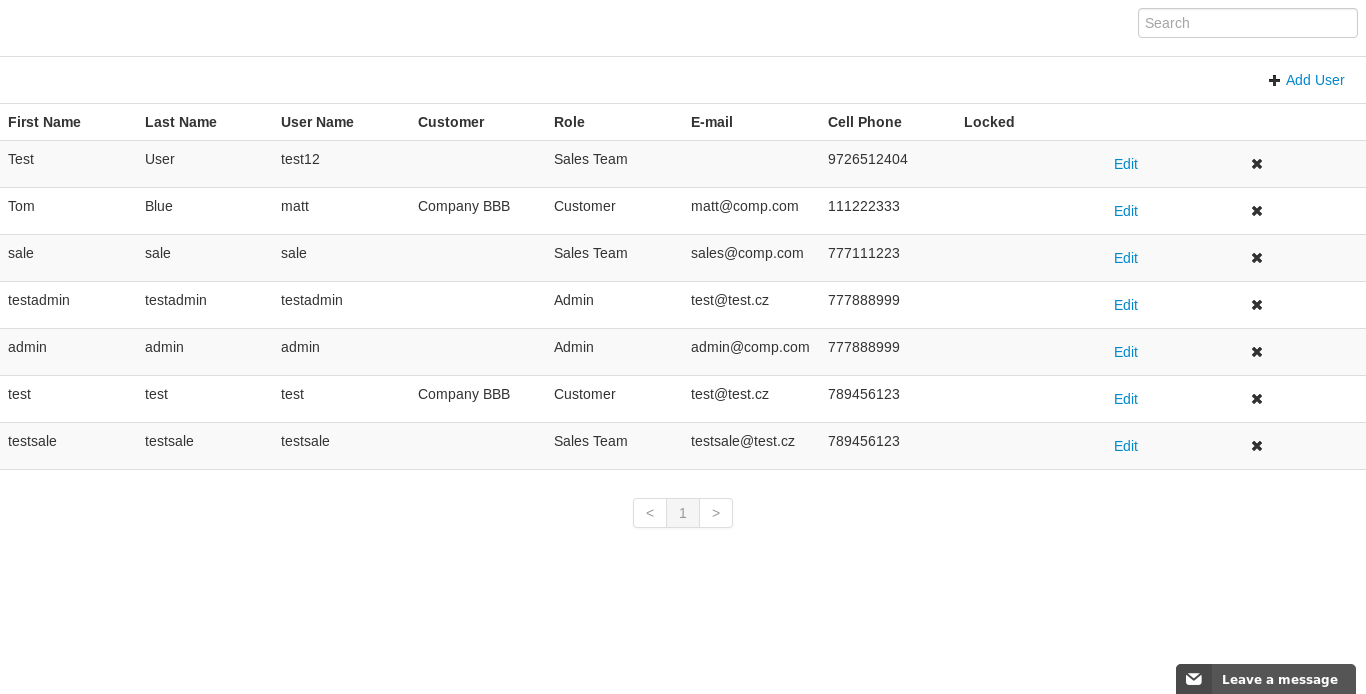 Search
Add User
First Name Last Name User Name Customer Role E-mail Cell Phone Locked
Test User test12 Sales Team 9726512404 Edit ✖
Tom Blue matt Company BBB Customer matt@comp.com 111222333 Edit ✖
sale sale sale Sales Team sales@comp.com 777111223 Edit ✖
testadmin testadmin testadmin Admin test@test.cz 777888999 Edit ✖
admin admin admin Admin admin@comp.com 777888999 Edit ✖
test test test Company BBB Customer test@test.cz 789456123 Edit ✖
testsale testsale testsale Sales Team testsale@test.cz 789456123 Edit ✖
< 1 >
Leave a message